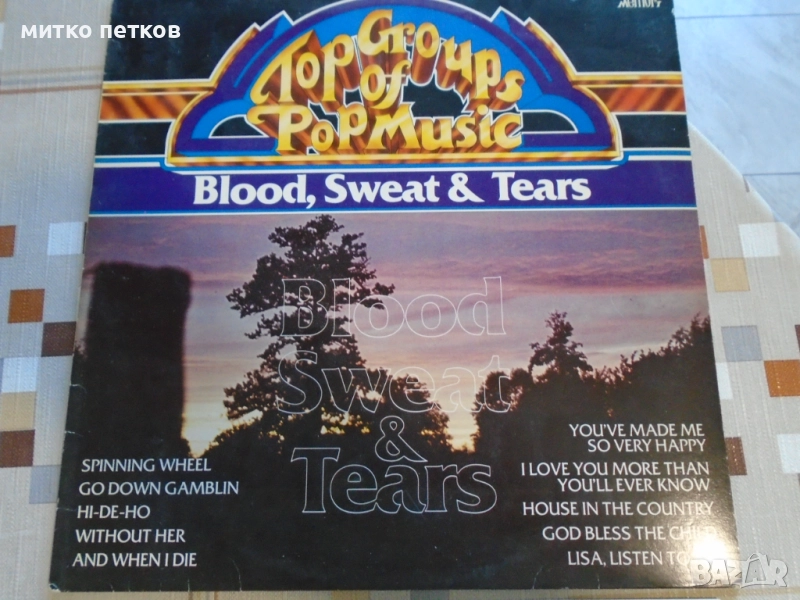 митко петков
Memory
Top Groups
of
Pop Music
Blood, Sweat & Tears
Blood
Sweat
&
Tears
SPINNING WHEEL
GO DOWN GAMBLIN
HI-DE-HO
WITHOUT HER
AND WHEN I DIE
YOU'VE MADE ME
SO VERY HAPPY
I LOVE YOU MORE THAN
YOU'LL EVER KNOW
HOUSE IN THE COUNTRY
GOD BLESS THE CHILD
LISA, LISTEN TO
BAZAR